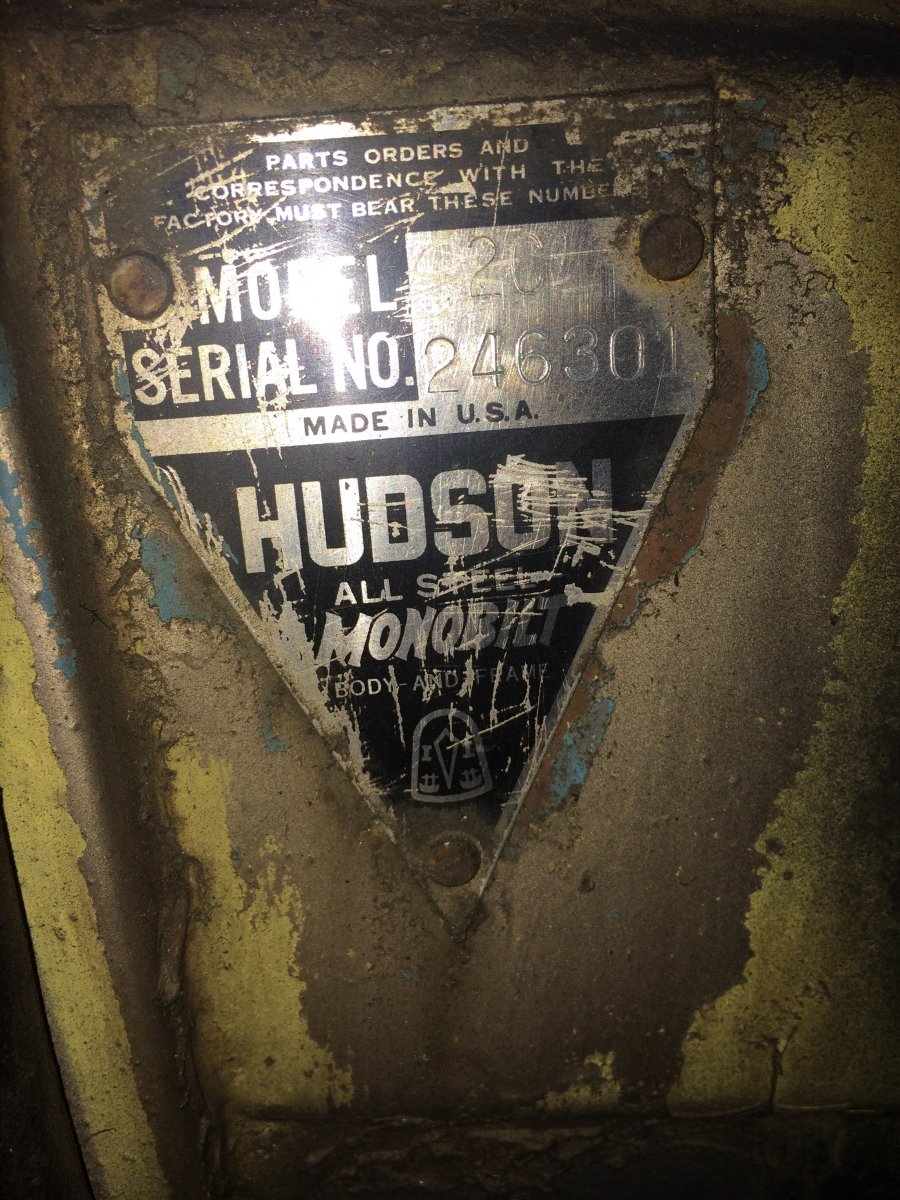 PARTS ORDERS AND
CORRESPONDENCE WITH THE
FACTORY MUST BEAR THESE
MODEL 2C
SERIAL NO. 246301
MADE IN U.S.A.
HUDSON
ALL STEEL
MONOBILT
BODY-AND-FRAME